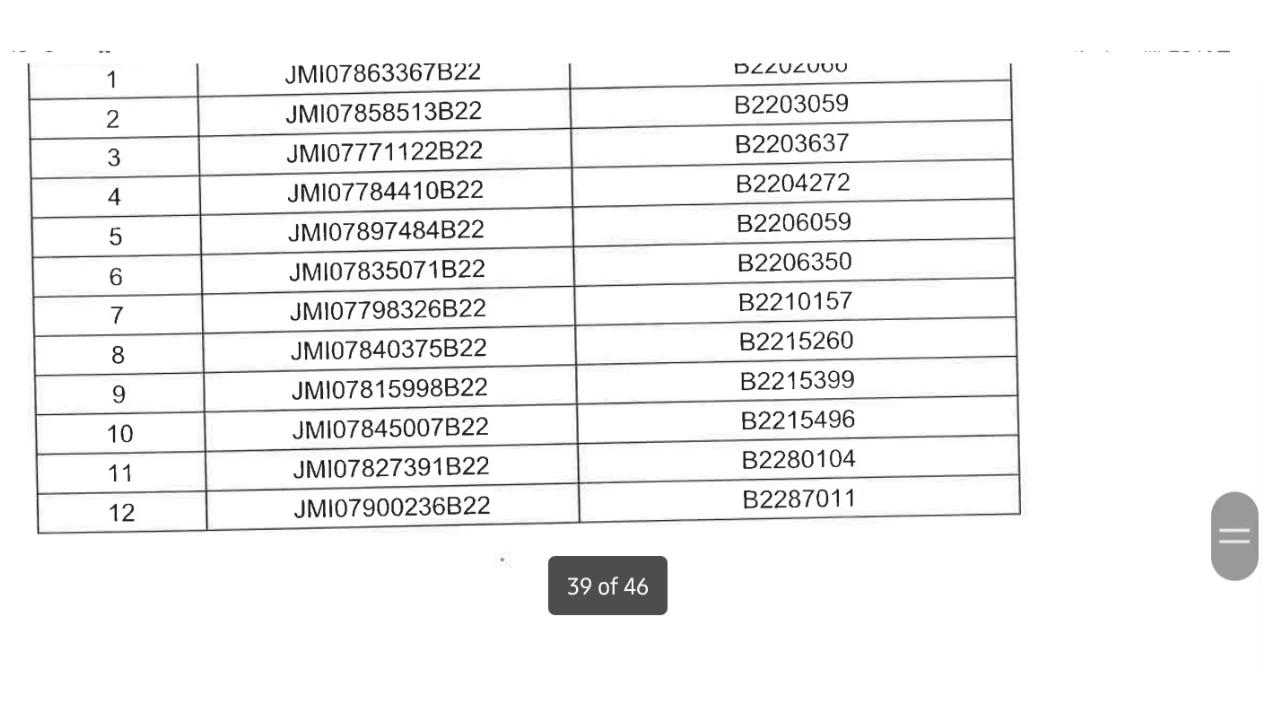 1 JMI07863367B22
2 JMI07858513B22 B2203059
3 JMI07771122B22 B2203637
4 JMI07784410B22 B2204272
5 JMI07897484B22 B2206059
6 JMI07835071B22 B2206350
7 JMI07798326B22 B2210157
8 JMI07840375B22 B2215260
9 JMI07815998B22 B2215399
10 JMI07845007B22 B2215496
11 JMI07827391B22 B2280104
12 JMI07900236B22 B2287011
39 of 46